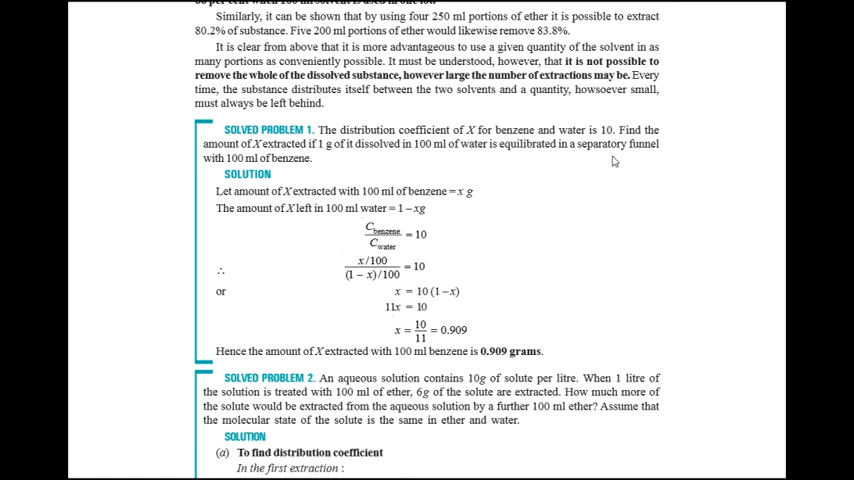 Similarly, it can be shown that by using four 250 ml portions of ether it is possible to extract
80.2% of substance. Five 200 ml portions of ether would likewise remove 83.8%.
It is clear from above that it is more advantageous to use a given quantity of the solvent in as
many portions as conveniently possible. It must be understood, however, that it is not possible to
remove the whole of the dissolved substance, however large the number of extractions may be. Every
time, the substance distributes itself between the two solvents and a quantity, howsoever small,
must always be left behind.
SOLVED PROBLEM 1. The distribution coefficient of X for benzene and water is 10. Find the
amount of X extracted if 1 g of it dissolved in 100 ml of water is equilibrated in a separatory funnel
with 100 ml of benzene.
SOLUTION
Let amount of X extracted with 100 ml of benzene = x g
The amount of X left in 100 ml water = 1 – xg
C benzene / C water = 10
∴ x/100 / (1 – x)/100 = 10
or x = 10 (1–x)
11x = 10
x = 10/11 = 0.909
Hence the amount of X extracted with 100 ml benzene is 0.909 grams.
SOLVED PROBLEM 2. An aqueous solution contains 10g of solute per litre. When 1 litre of
the solution is treated with 100 ml of ether, 6g of the solute are extracted. How much more of
the solute would be extracted from the aqueous solution by a further 100 ml ether? Assume that
the molecular state of the solute is the same in ether and water.
SOLUTION
(a) To find distribution coefficient
In the first extraction :